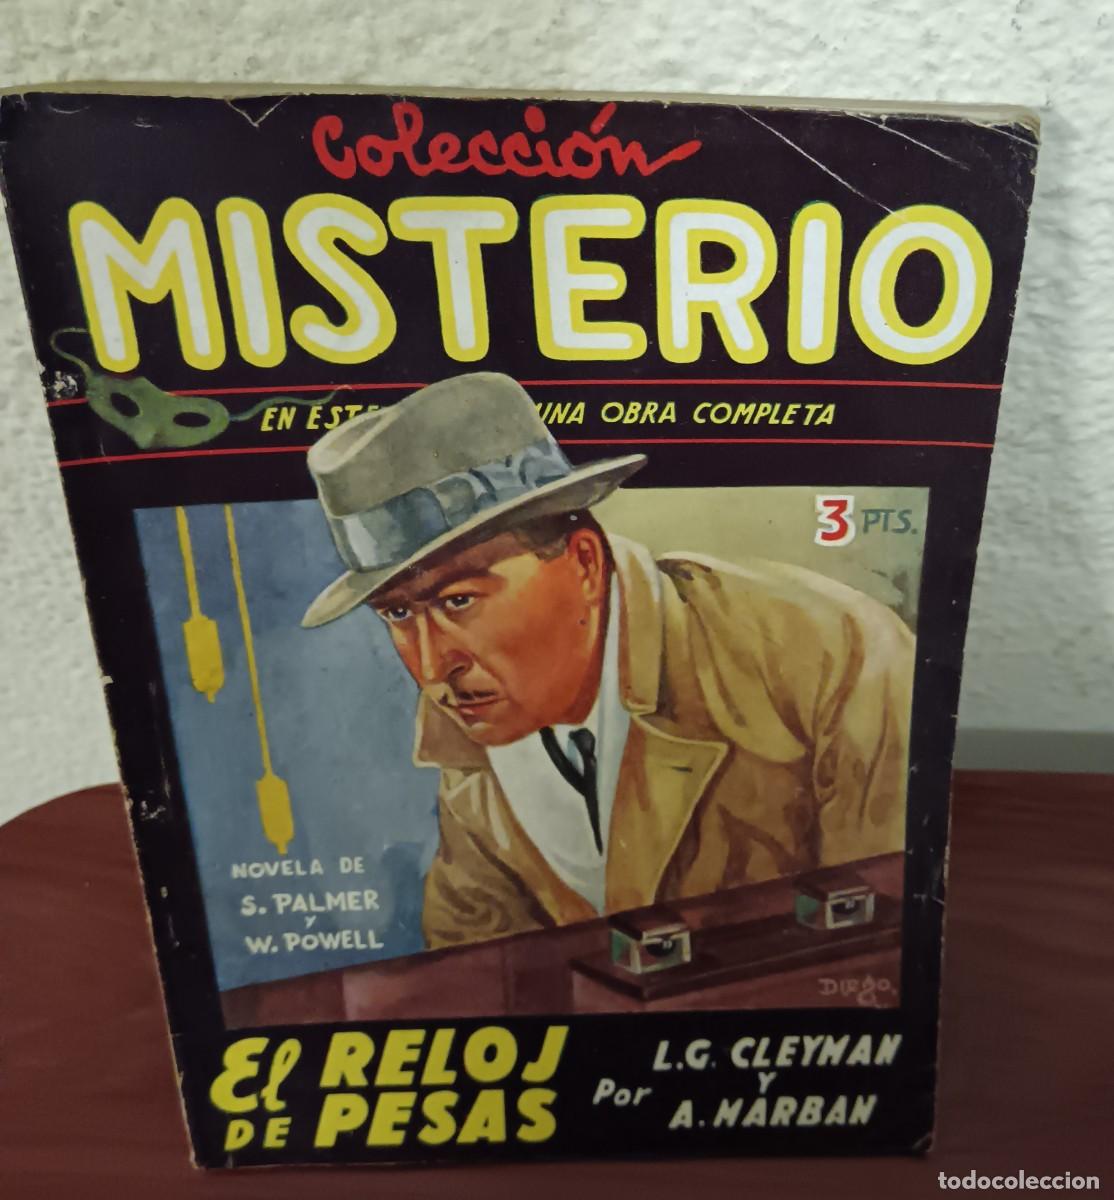 Colección
MISTERIO
EN ESTE UNA OBRA COMPLETA
3 PTS.
NOVELA DE
S. PALMER
Y
W. POWELL
DIEGO.
El RELOJ
DE PESAS
Por L.G. CLEYMAN
Y
A. MARBAN
todocoleccion